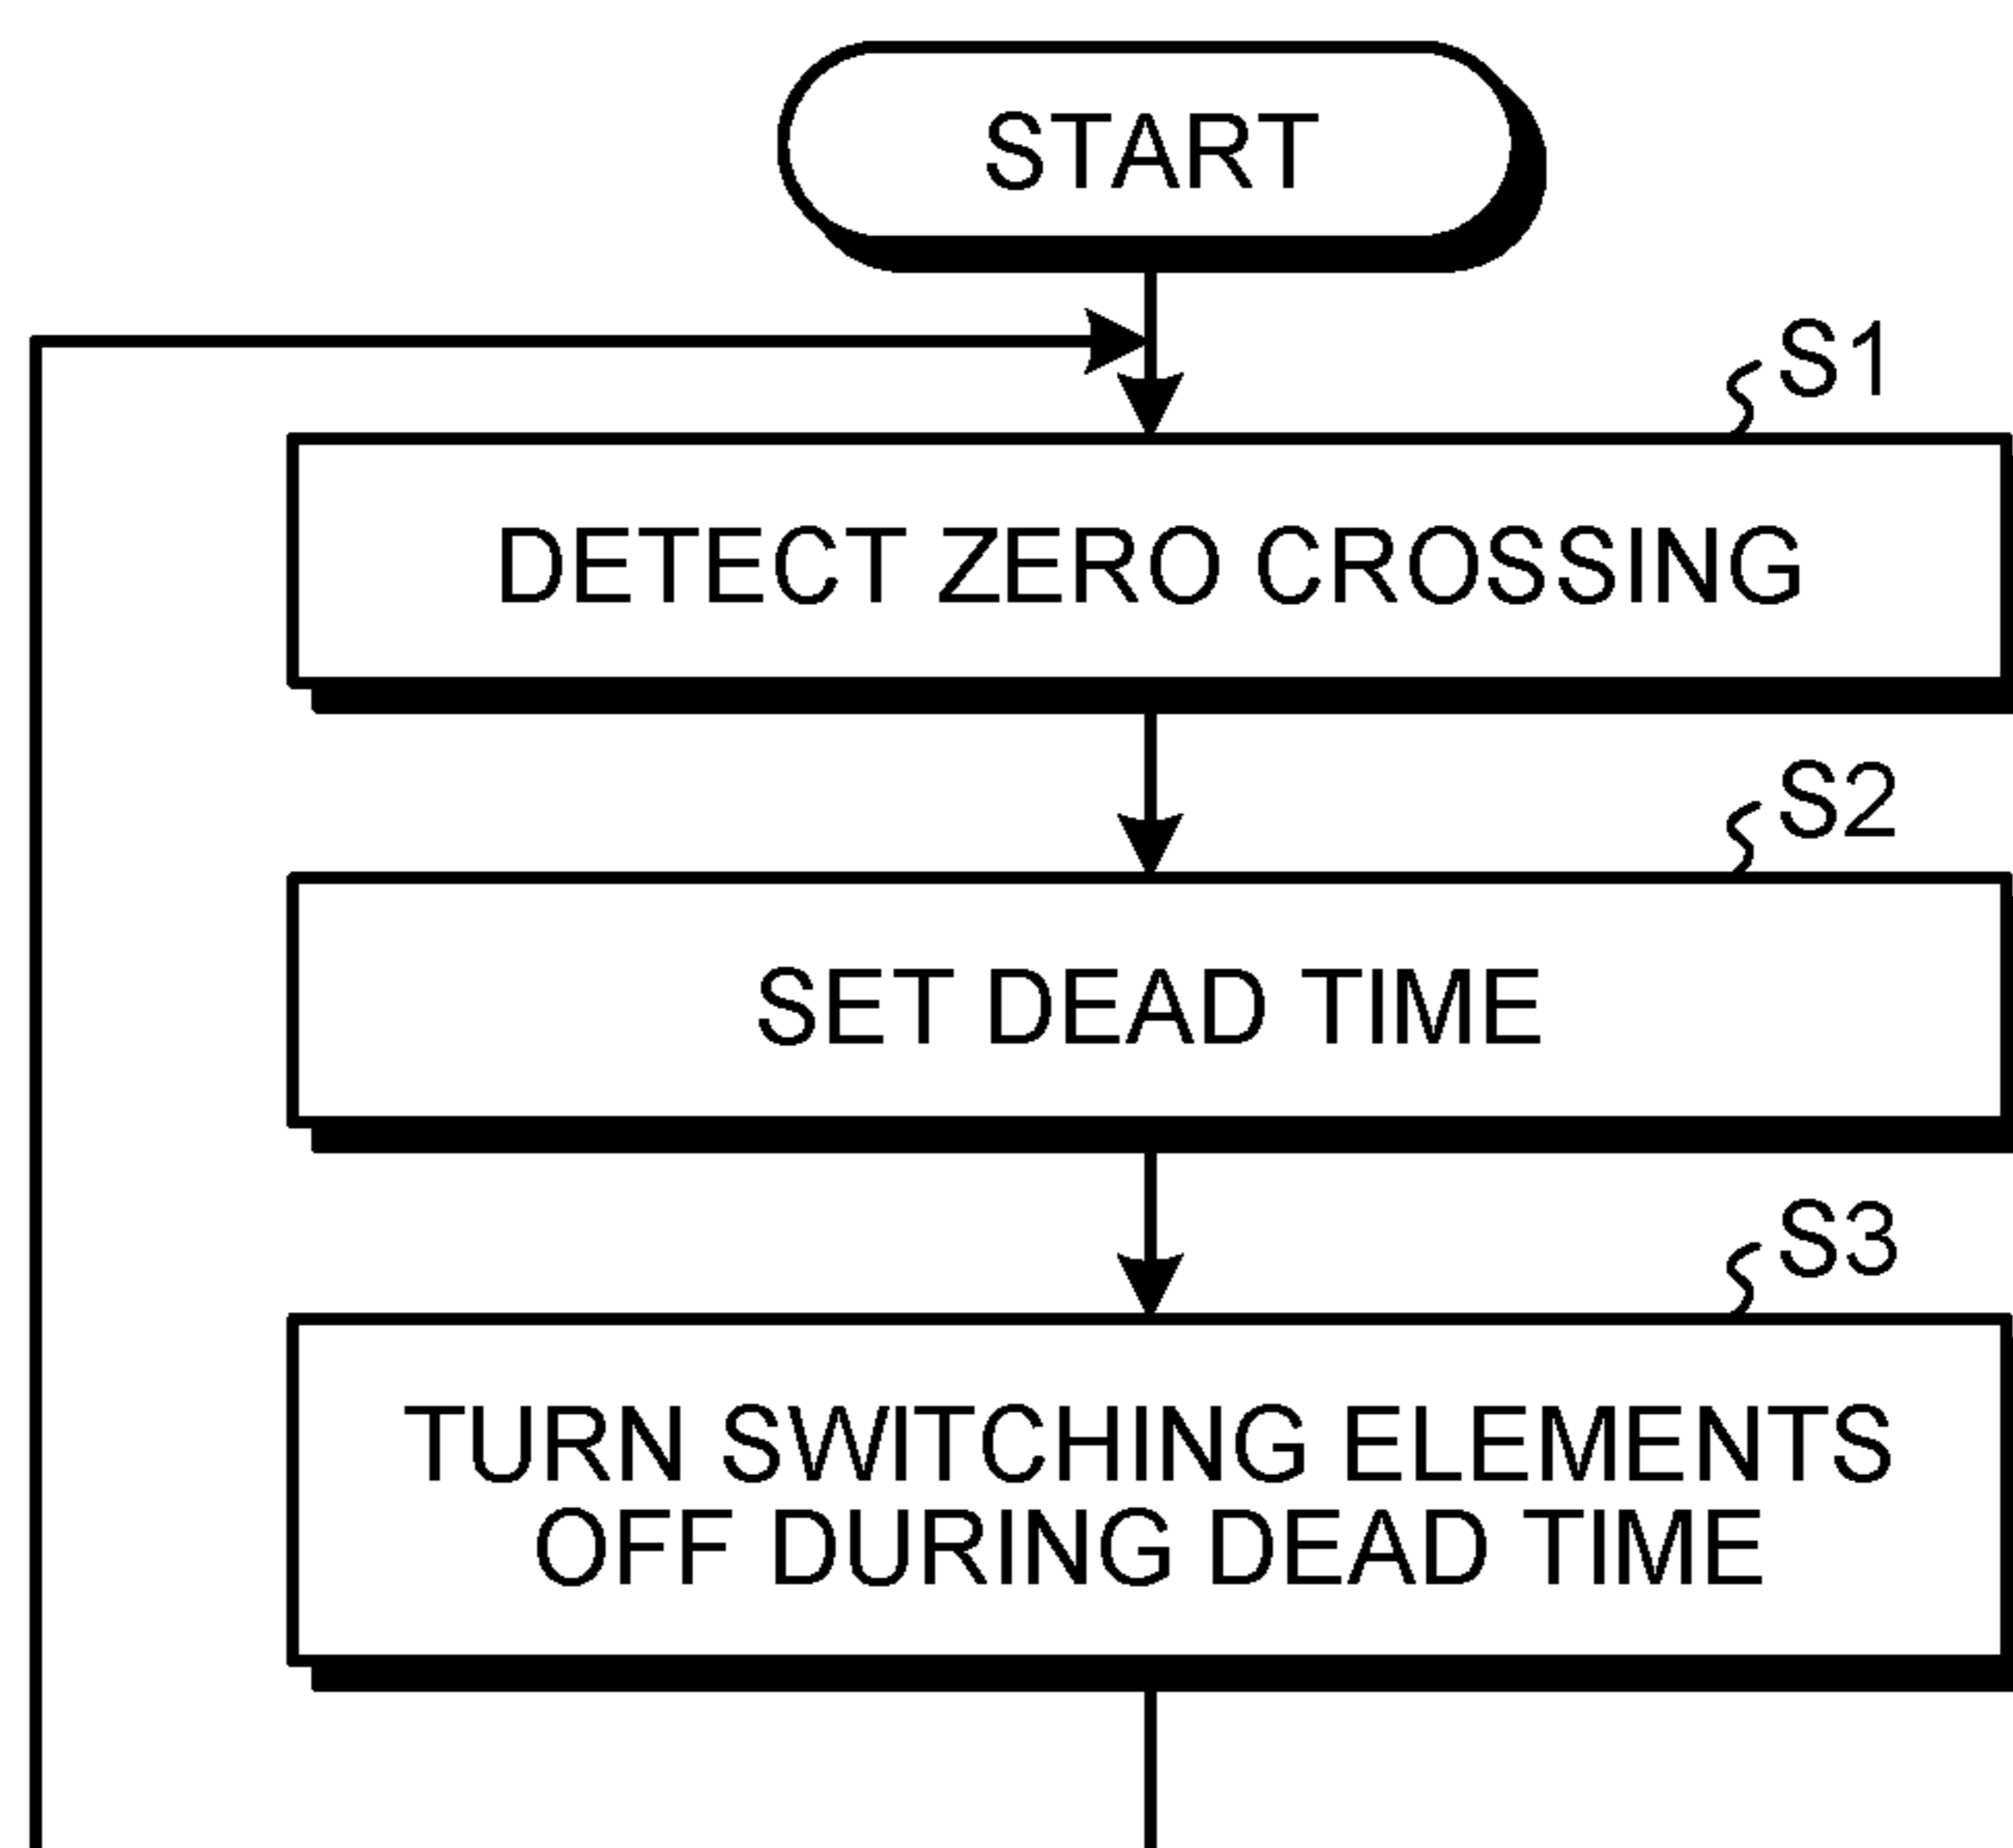 START
S1
DETECT ZERO CROSSING
S2
SET DEAD TIME
S3
TURN SWITCHING ELEMENTS
OFF DURING DEAD TIME